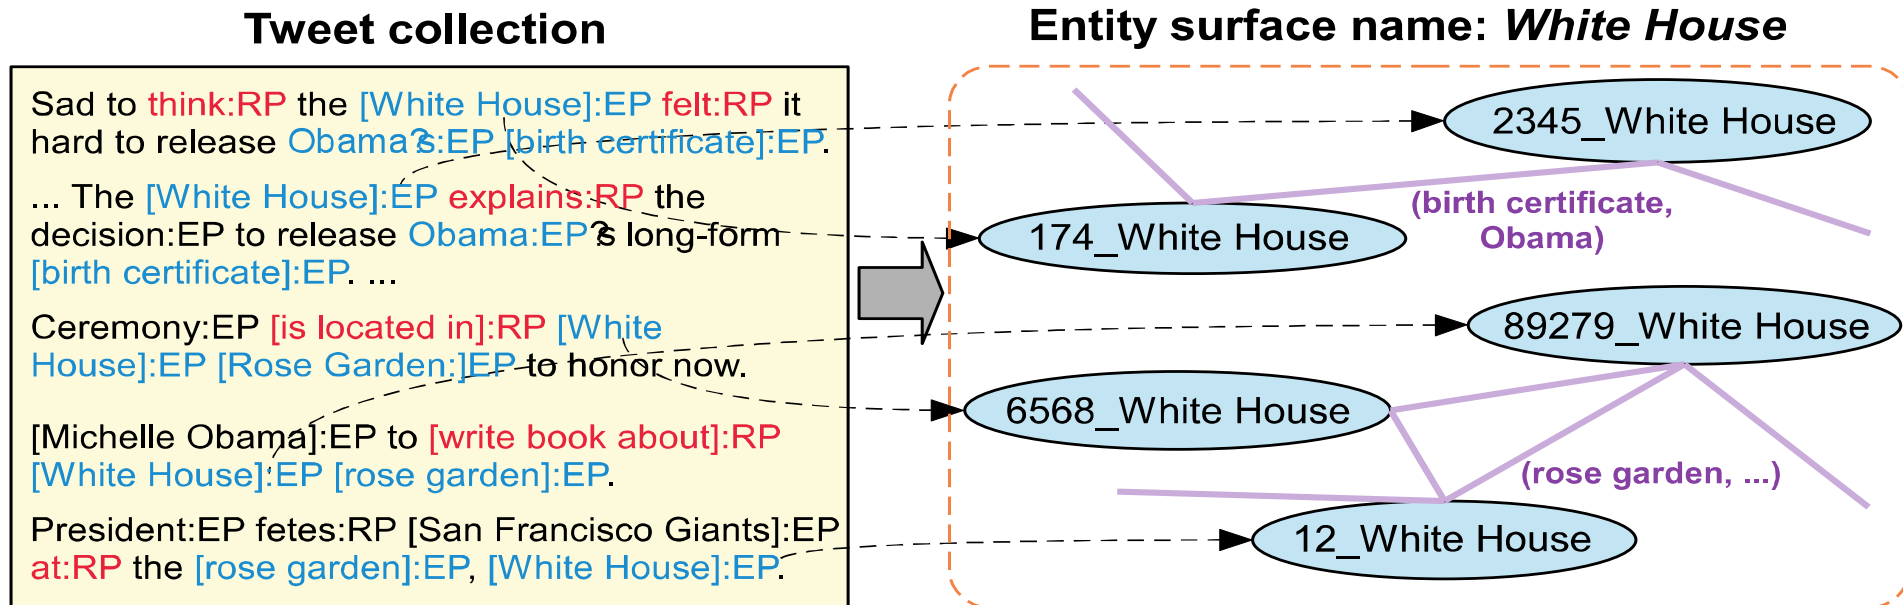 Tweet collection
Entity surface name: White House
Sad to think:RP the [White House]:EP felt:RP it
hard to release Obama?s:EP [birth certificate]:EP.
... The [White House]:EP explains:RP the
decision:EP to release Obama:EP?s long-form
[birth certificate]:EP. ...
Ceremony:EP [is located in]:RP [White
House]:EP [Rose Garden:]EP to honor now.
[Michelle Obama]:EP to [write book about]:RP
[White House]:EP [rose garden]:EP.
President:EP fetes:RP [San Francisco Giants]:EP
at:RP the [rose garden]:EP, [White House]:EP.
2345_White House
(birth certificate,
Obama)
174_White House
89279_White House
6568_White House
(rose garden, ...)
12_White House